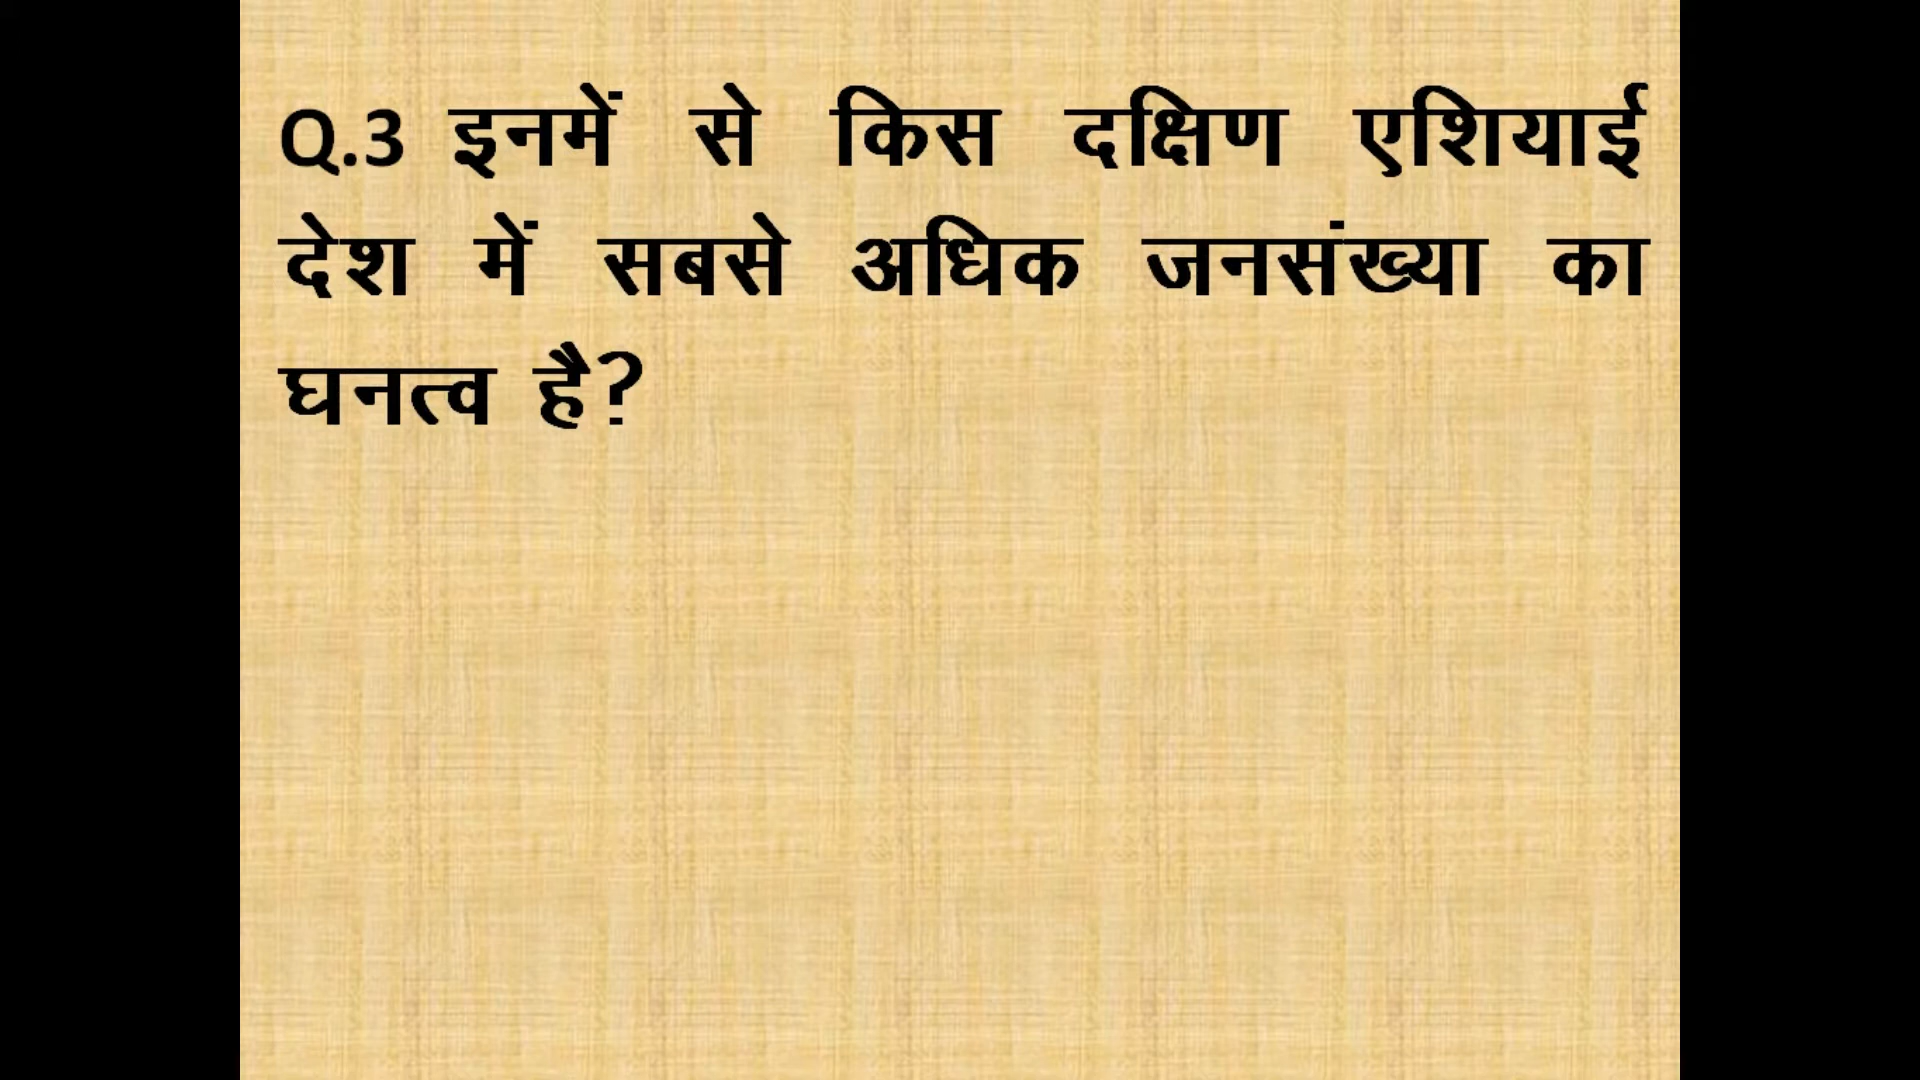 Q.3 इनमें से किस दक्षिण एशियाई
देश में सबसे अधिक जनसंख्या का
घनत्व है?